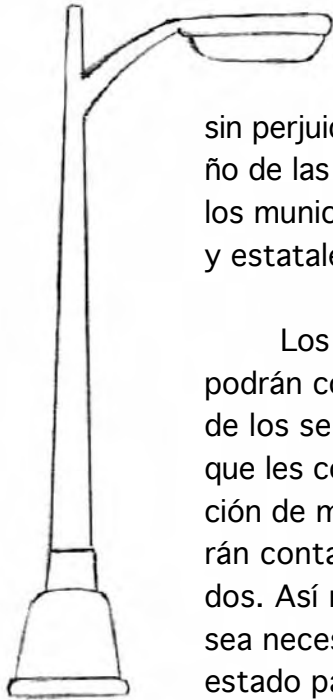 sin perjuic
ño de las
los munic
y estatale
Los
podrán co
de los se
que les co
ción de m
rán conta
dos. Así
sea neces
estado pa